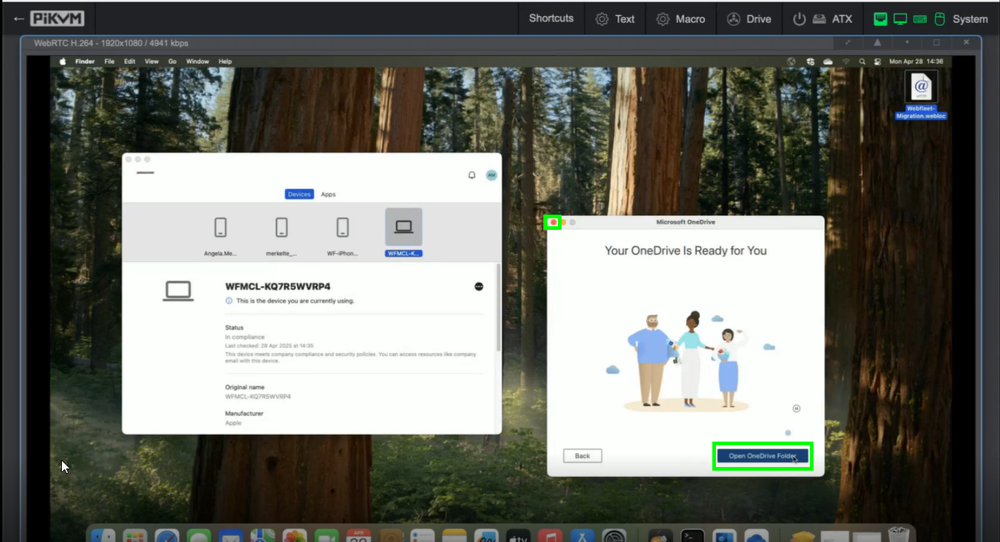 ← PiKVM
Shortcuts Text Macro Drive ATX System
WebRTC H.264 - 1920x1080 / 4941 kbps
Finder File Edit View Go Window Help
Mon Apr 28 14:36
@
HTTP
Webfleet-
Migration.webloc
AM
Devices Apps
Angela.Me...
merkelte_...
WF-iPhon...
WFMCL-K...
WFMCL-KQ7R5WVRP4
This is the device you are currently using.
Status
In compliance
Last checked: 28 Apr 2025 at 14:35
This device meets company compliance and security policies. You can access resources like company
email with this device.
Original name
WFMCL-KQ7R5WVRP4
Manufacturer
Apple
Microsoft OneDrive
Your OneDrive Is Ready for You
Back
Open OneDrive Folder
APR
tv